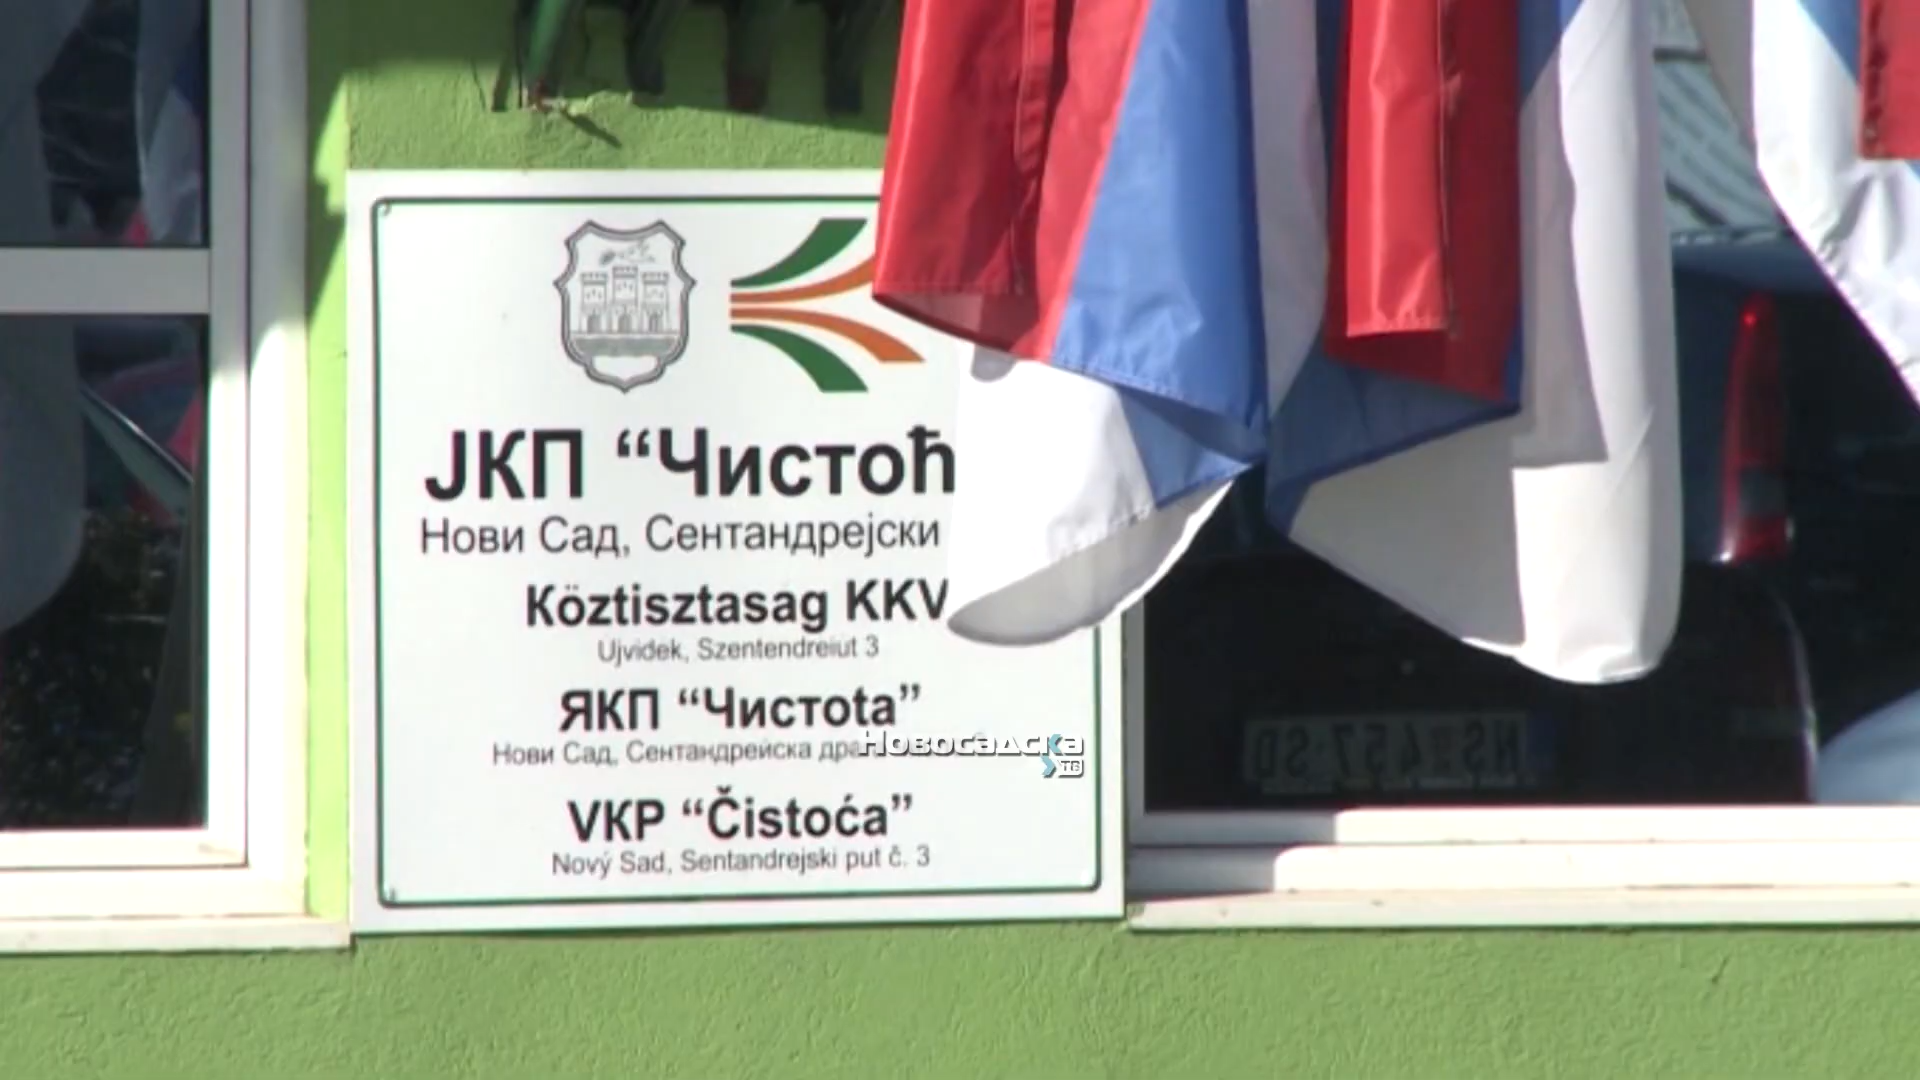 ЈКП “Чистоћ
Нови Сад, Сентандрејски
Köztisztasag KKV
Ujvidek, Szentendreiut 3
ЯКП “Чистоta”
Нови Сад, Сентандрейска
VKP “Čistoća”
Nový Sad, Sentandrejski put č. 3
НОВОСАДСКА
ТВ